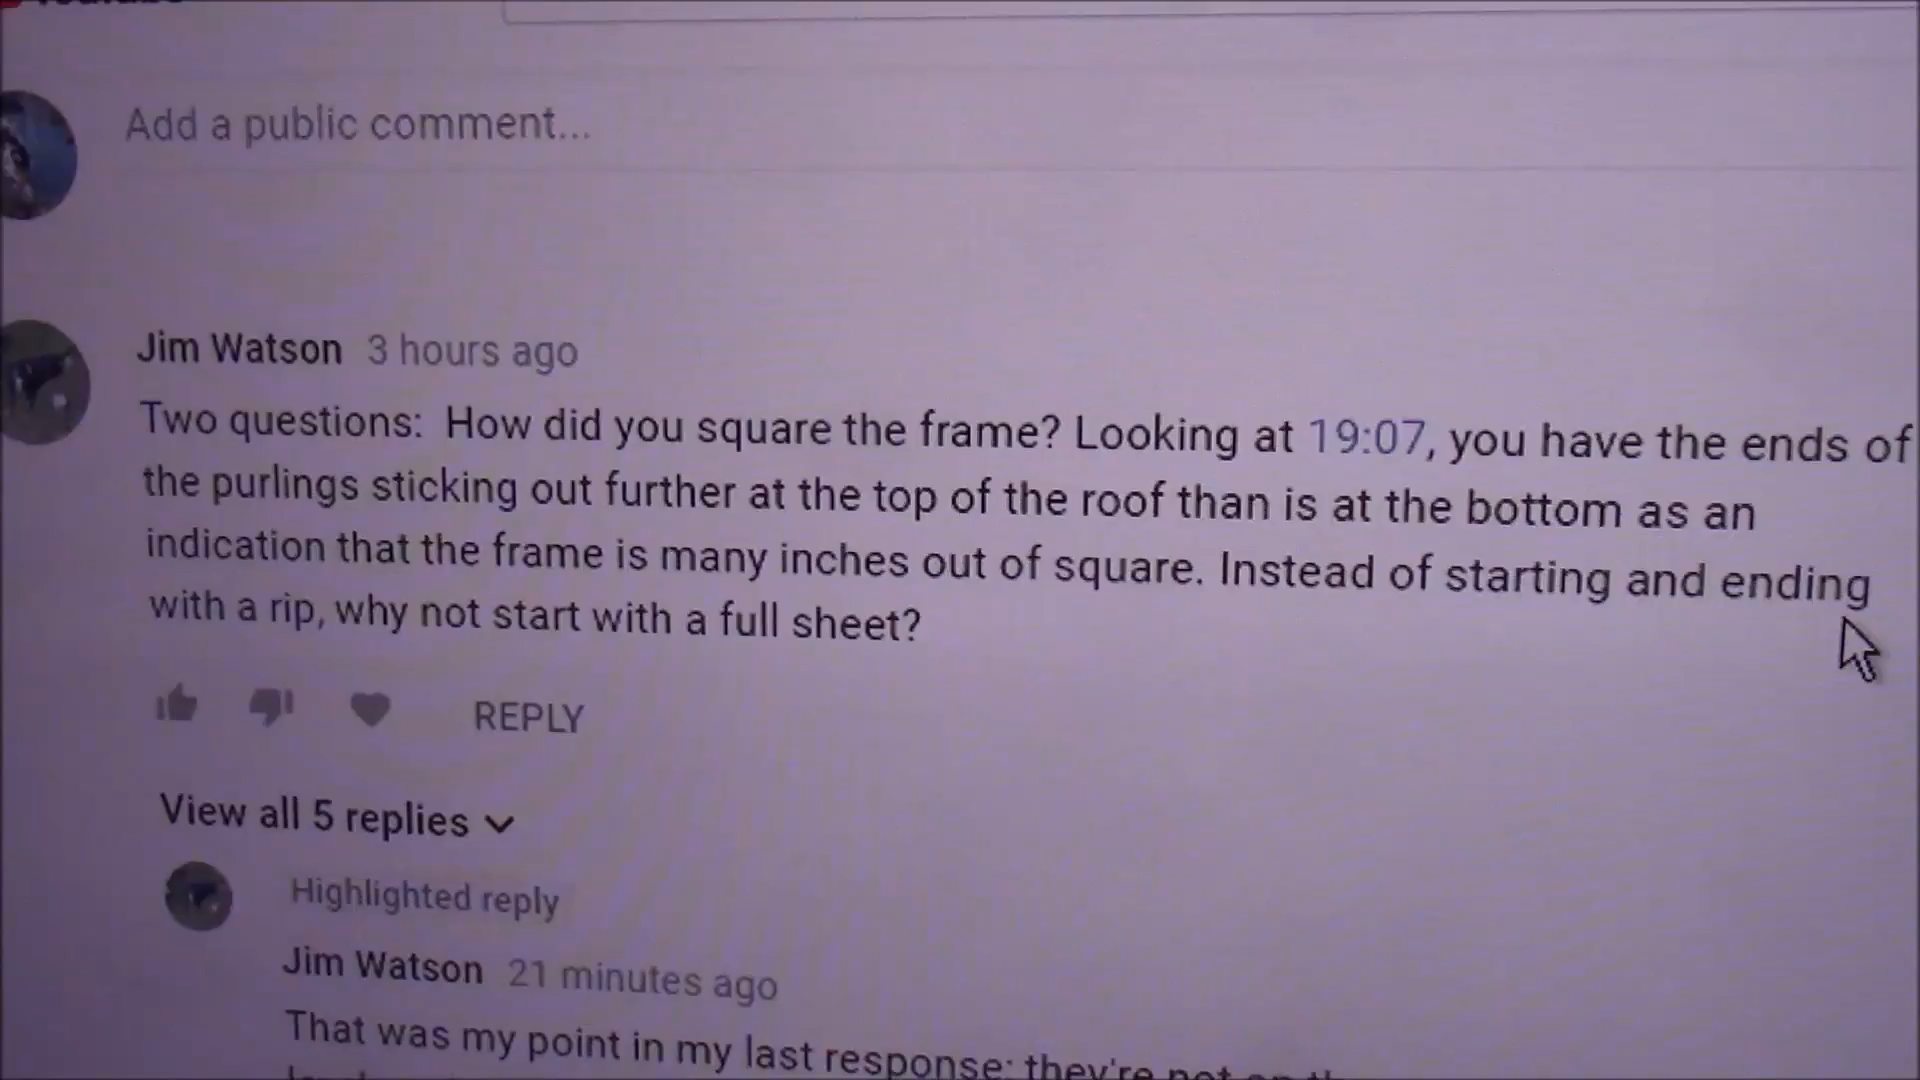 Add a public comment...
Jim Watson 3 hours ago
Two questions: How did you square the frame? Looking at 19:07, you have the ends of
the purlings sticking out further at the top of the roof than is at the bottom as an
indication that the frame is many inches out of square. Instead of starting and ending
with a rip, why not start with a full sheet?
REPLY
View all 5 replies
Highlighted reply
Jim Watson 21 minutes ago
That was my point in my last response: they're not